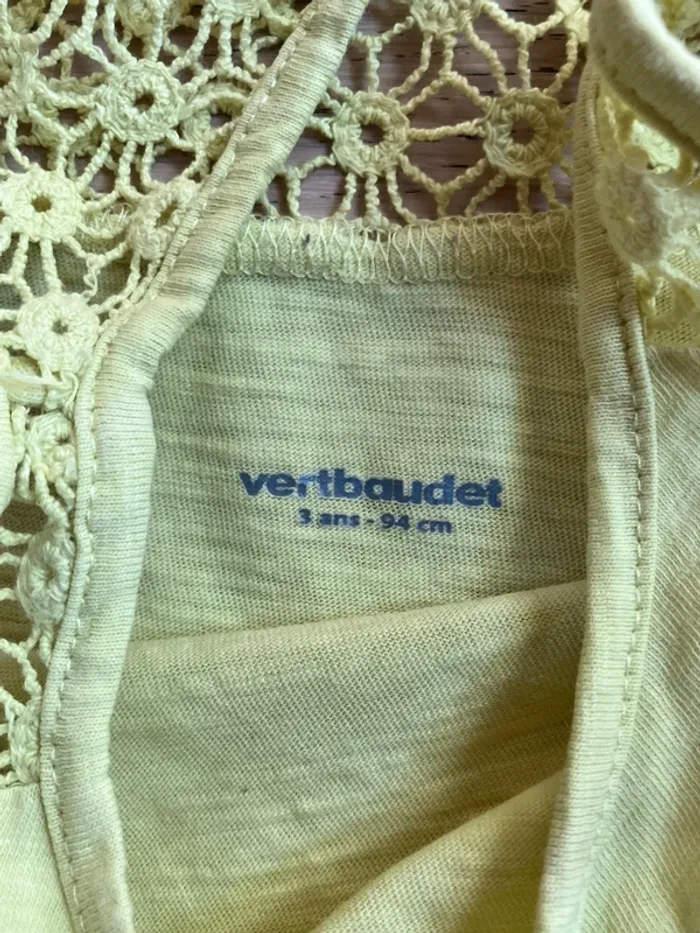 vertbaudet
3 ans - 94 cm